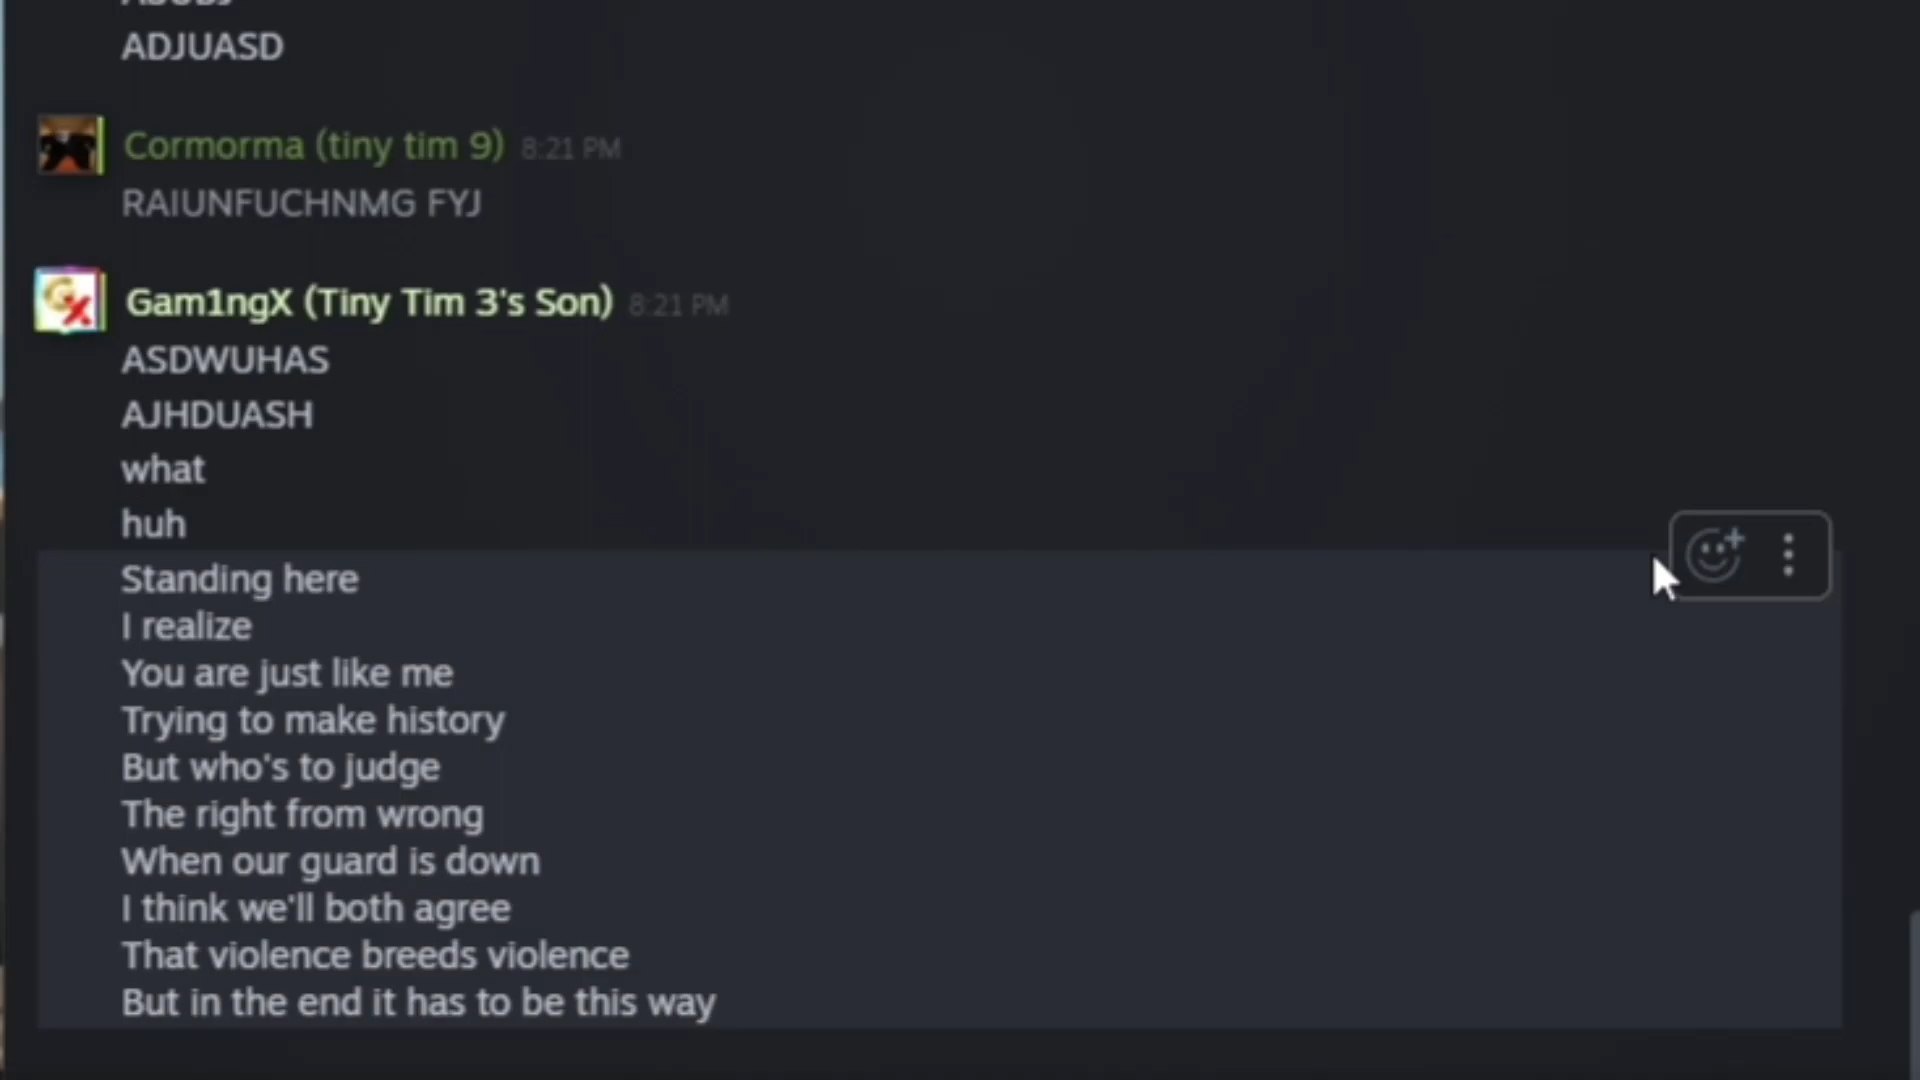 ADJUASD
Cormorma (tiny tim 9) 8:21 PM
RAIUNFUCHNMG FYJ
Gam1ngX (Tiny Tim 3's Son) 8:21 PM
ASDWUHAS
AJHDUASH
what
huh
Standing here
I realize
You are just like me
Trying to make history
But who's to judge
The right from wrong
When our guard is down
I think we'll both agree
That violence breeds violence
But in the end it has to be this way